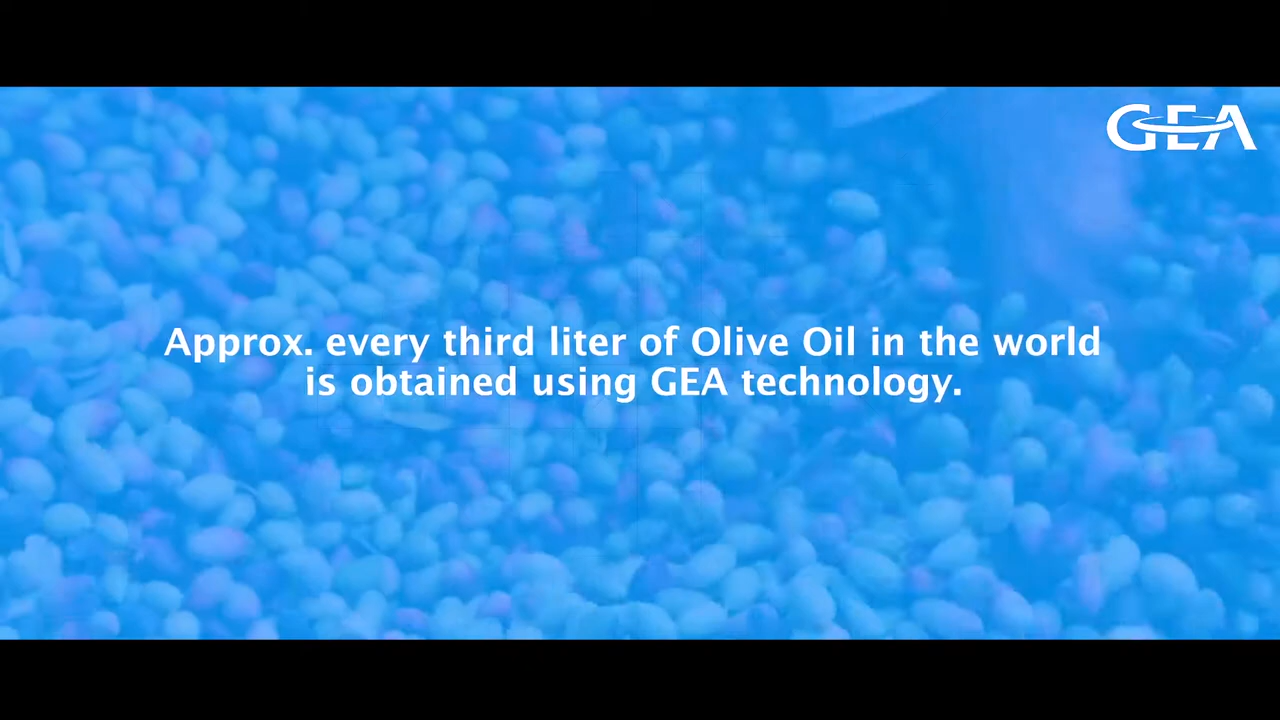 GEA
Approx. every third liter of Olive Oil in the world
is obtained using GEA technology.